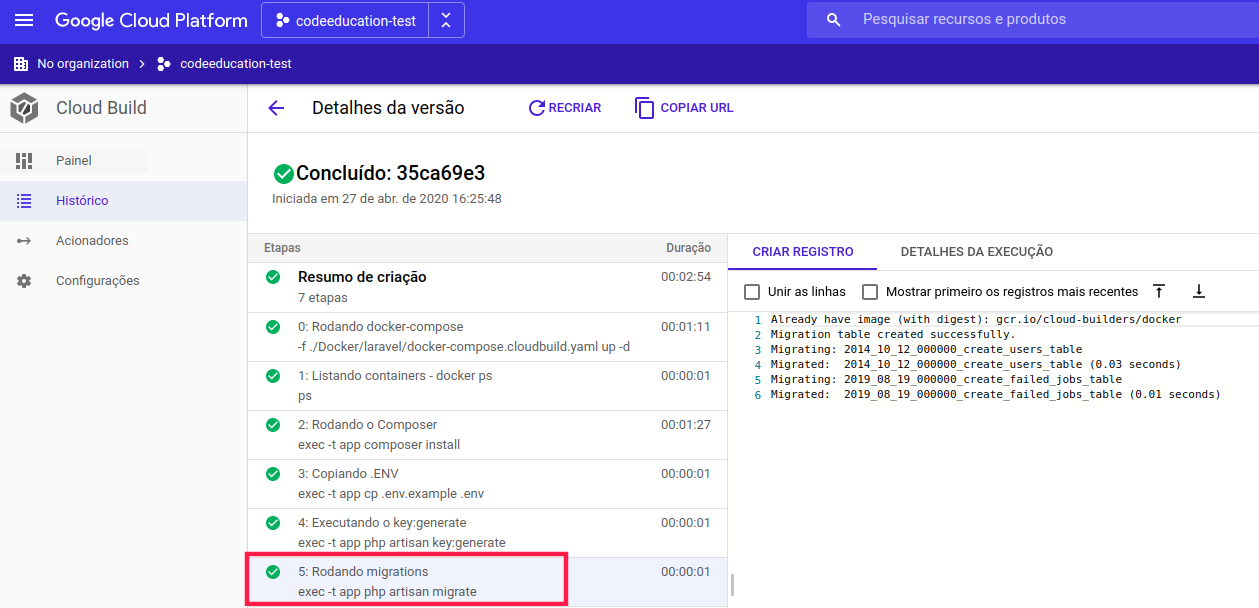 Google Cloud Platform
codeeducation-test
Pesquisar recursos e produtos
No organization
codeeducation-test
Cloud Build
Detalhes da versão
RECRIAR
COPIAR URL
Painel
Histórico
Acionadores
Configurações
Concluído: 35ca69e3
Iniciada em 27 de abr. de 2020 16:25:48
Etapas
Duração
Resumo de criação
00:02:54
7 etapas
0: Rodando docker-compose
00:01:11
-f ./Docker/laravel/docker-compose.cloudbuild.yaml up -d
1: Listando containers - docker ps
00:00:01
ps
2: Rodando o Composer
00:01:27
exec -t app composer install
3: Copiando .ENV
00:00:01
exec -t app cp .env.example .env
4: Executando o key:generate
00:00:01
exec -t app php artisan key:generate
5: Rodando migrations
00:00:01
exec -t app php artisan migrate
CRIAR REGISTRO
DETALHES DA EXECUÇÃO
Unir as linhas
Mostrar primeiro os registros mais recentes
1 Already have image (with digest): gcr.io/cloud-builders/docker
2 Migration table created successfully.
3 Migrating: 2014_10_12_000000_create_users_table
4 Migrated:  2014_10_12_000000_create_users_table (0.03 seconds)
5 Migrating: 2019_08_19_000000_create_failed_jobs_table
6 Migrated:  2019_08_19_000000_create_failed_jobs_table (0.01 seconds)